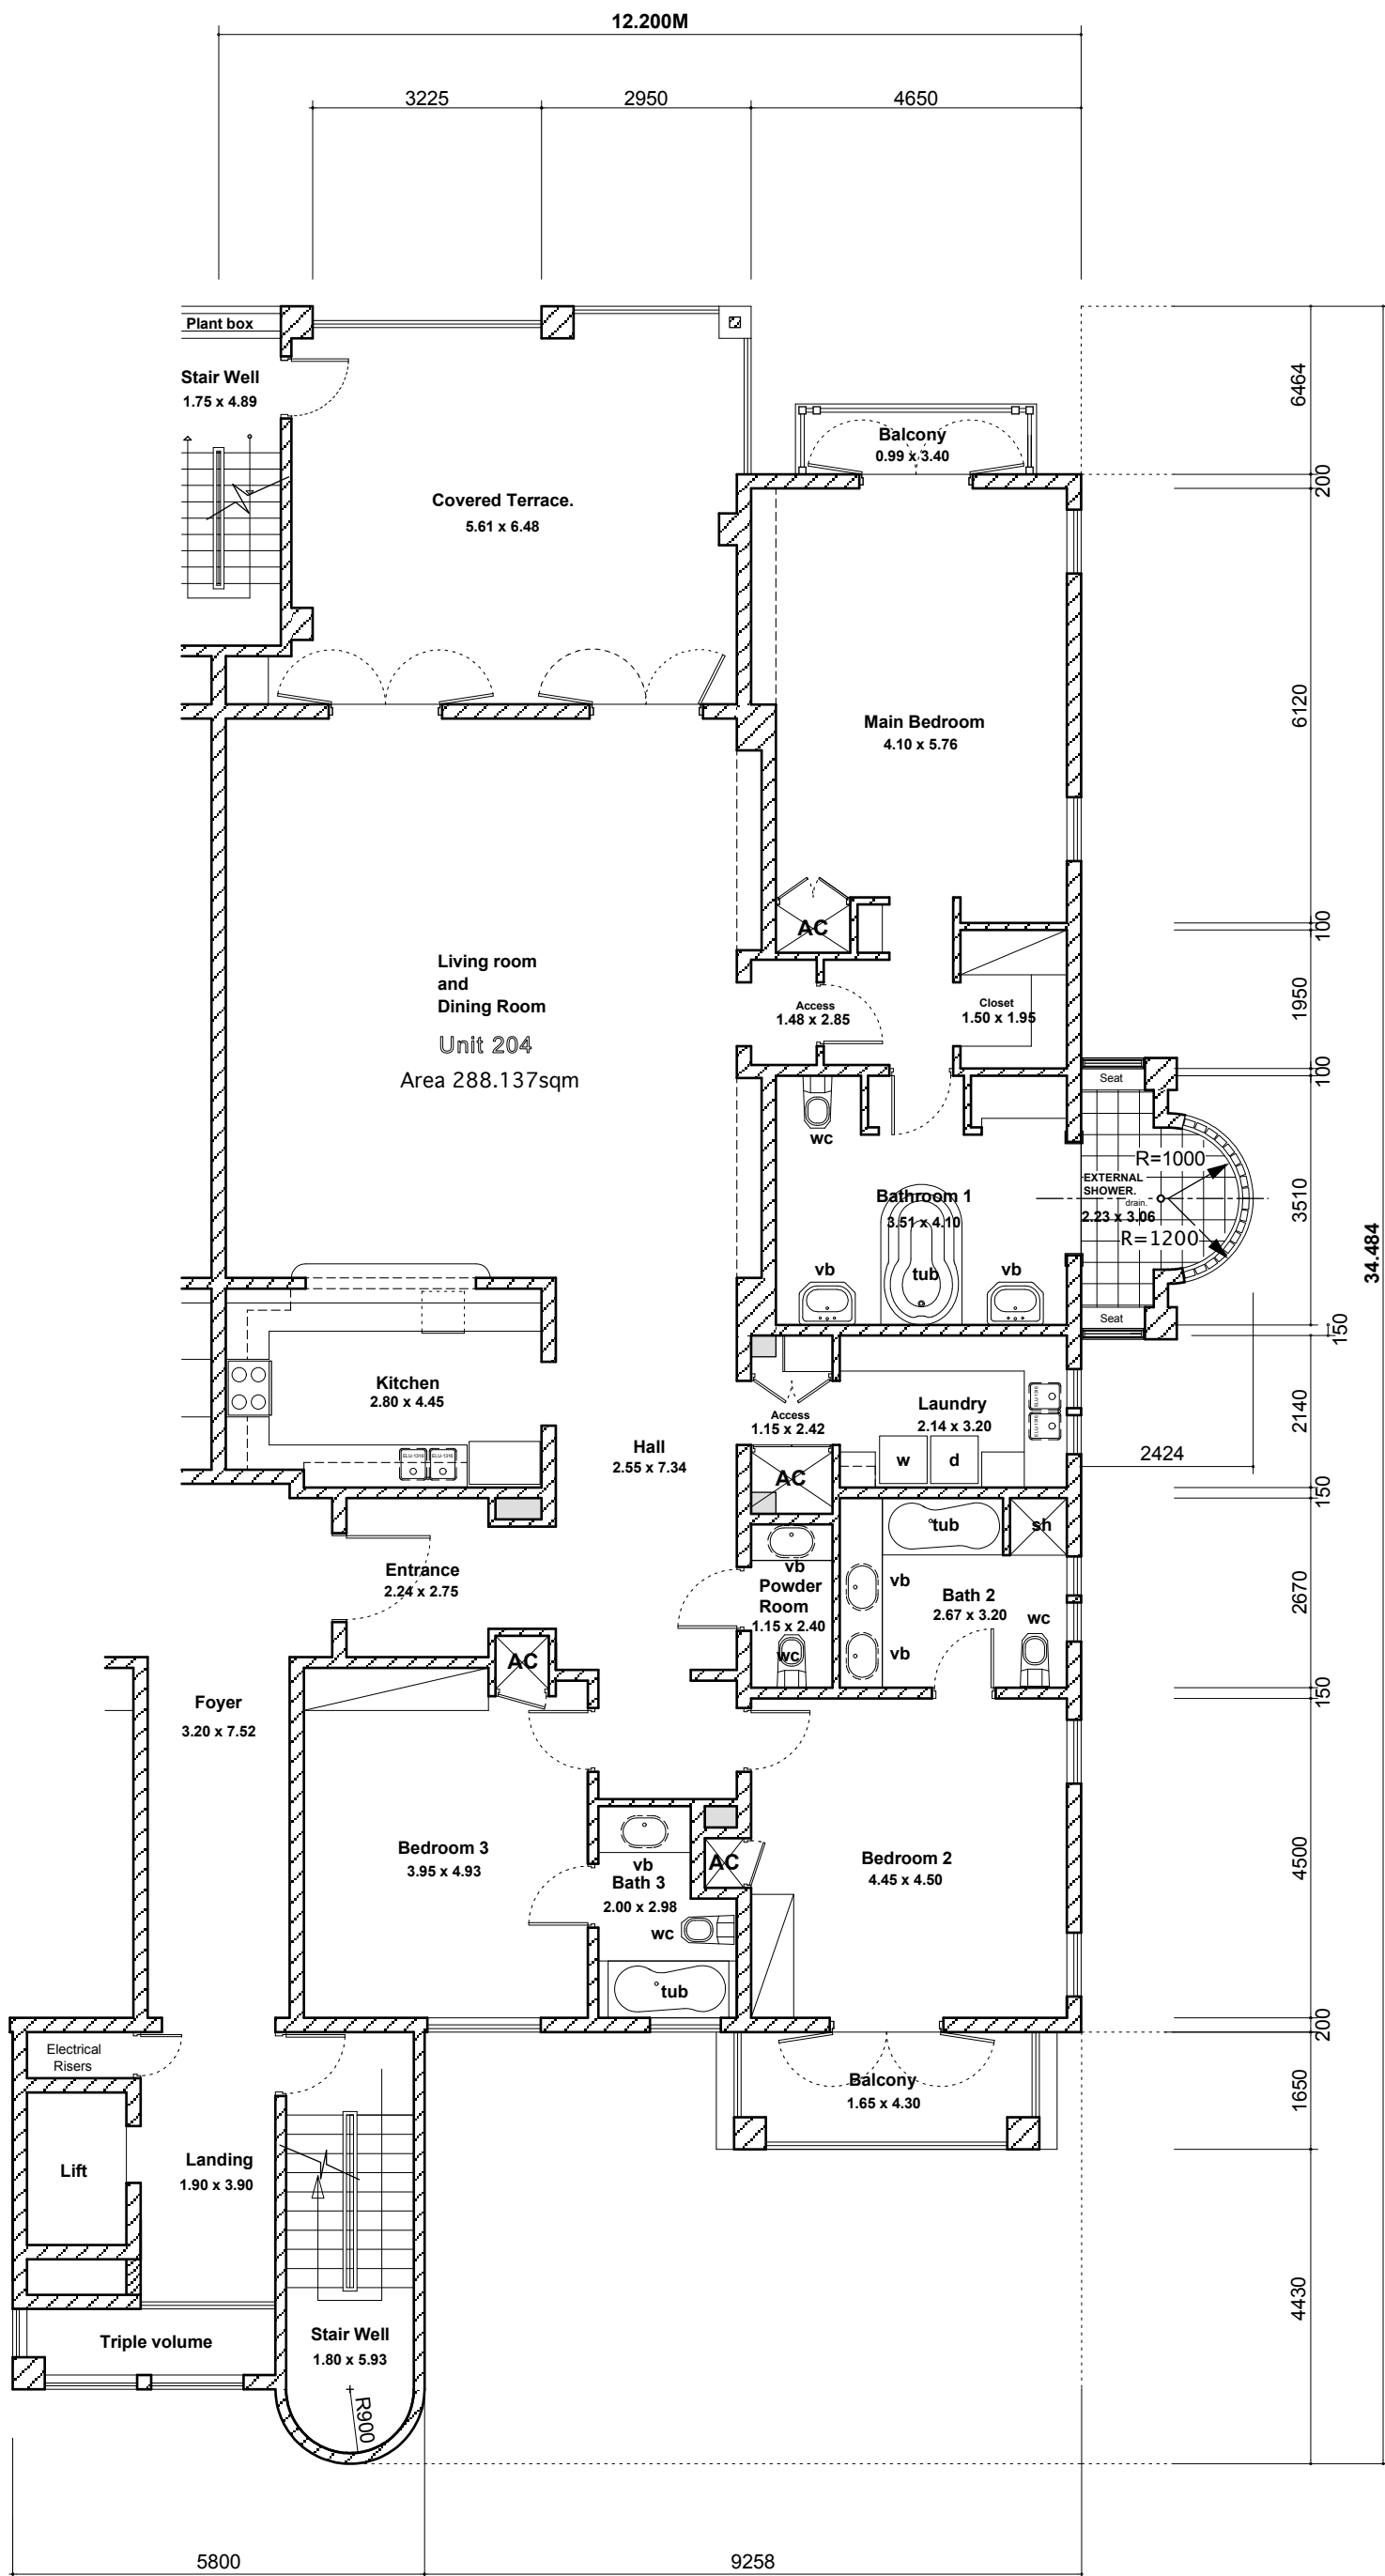 12.200M
3225
2950
4650
Plant box
Stair Well
1.75 x 4.89
Balcony
0.99 x 3.40
6464
200
Covered Terrace.
5.61 x 6.48
Main Bedroom
4.10 x 5.76
6120
AC
100
Living room
and
Dining Room
Unit 204
Area 288.137sqm
Access
1.48 x 2.85
Closet
1.50 x 1.95
1950
100
Seat
wc
R=1000
EXTERNAL
SHOWER.
drain.
2.23 x 3.06
R=1200
Bathroom 1
3.51 x 4.10
3510
34.484
vb
tub
vb
Seat
150
Kitchen
2.80 x 4.45
ELU-1316
ELU-1316
Access
1.15 x 2.42
Laundry
2.14 x 3.20
ELU-1316
ELU-1316
2140
Hall
2.55 x 7.34
w
d
2424
AC
150
tub
sh
Entrance
2.24 x 2.75
vb
Powder
Room
1.15 x 2.40
wc
vb
Bath 2
2.67 x 3.20
wc
vb
2670
AC
150
Foyer
3.20 x 7.52
Bedroom 3
3.95 x 4.93
vb
Bath 3
2.00 x 2.98
wc
tub
AC
Bedroom 2
4.45 x 4.50
4500
200
Electrical
Risers
Balcony
1.65 x 4.30
1650
Lift
Landing
1.90 x 3.90
4430
Triple volume
Stair Well
1.80 x 5.93
R900
5800
9258